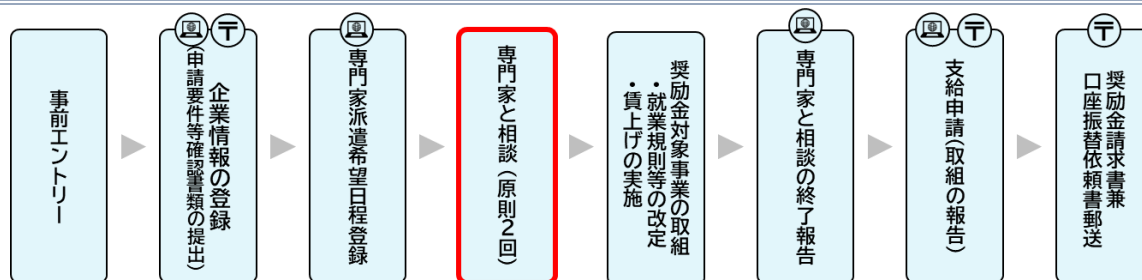 事前エントリー
〒
企業情報の登録
(申請要件等確認書類の提出)
専門家派遣希望日程登録
専門家と相談(原則2回)
奨励金対象事業の取組
・就業規則等の改定
・賃上げの実施
専門家と相談の終了報告
〒
支給申請(取組の報告)
〒
奨励金請求書兼
口座振替依頼書郵送